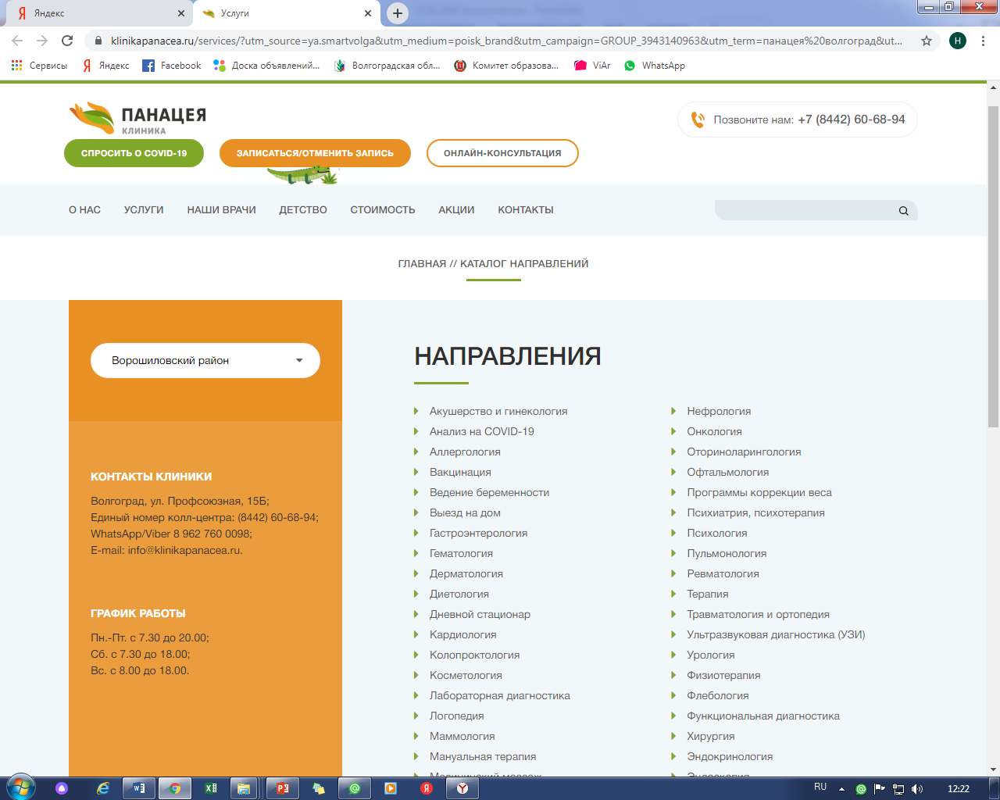 Яндекс
Услуги
klinikapanacea.ru/services/?utm_source=ya.smartvolga&utm_medium=poisk_brand&utm_campaign=GROUP_3943140963&utm_term=панацея%20волгоград&ut...
Н
Сервисы
Яндекс
Facebook
Доска объявлений...
Волгоградская обл...
Комитет образова...
ViAr
WhatsApp
ПАНАЦЕЯ
КЛИНИКА
Позвоните нам: +7 (8442) 60-68-94
СПРОСИТЬ О COVID-19
ЗАПИСАТЬСЯ/ОТМЕНИТЬ ЗАПИСЬ
ОНЛАЙН-КОНСУЛЬТАЦИЯ
О НАС
УСЛУГИ
НАШИ ВРАЧИ
ДЕТСТВО
СТОИМОСТЬ
АКЦИИ
КОНТАКТЫ
ГЛАВНАЯ // КАТАЛОГ НАПРАВЛЕНИЙ
Ворошиловский район
КОНТАКТЫ КЛИНИКИ
Волгоград, ул. Профсоюзная, 15Б;
Единый номер колл-центра: (8442) 60-68-94;
WhatsApp/Viber 8 962 760 0098;
E-mail: info@klinikapanacea.ru.
ГРАФИК РАБОТЫ
Пн.-Пт. с 7.30 до 20.00;
Сб. с 7.30 до 18.00;
Вс. с 8.00 до 18.00.
НАПРАВЛЕНИЯ
Акушерство и гинекология
Анализ на COVID-19
Аллергология
Вакцинация
Ведение беременности
Выезд на дом
Гастроэнтерология
Гематология
Дерматология
Диетология
Дневной стационар
Кардиология
Колопроктология
Косметология
Лабораторная диагностика
Логопедия
Маммология
Мануальная терапия
Медицинский массаж
Нефрология
Онкология
Оториноларингология
Офтальмология
Программы коррекции веса
Психиатрия, психотерапия
Психология
Пульмонология
Ревматология
Терапия
Травматология и ортопедия
Ультразвуковая диагностика (УЗИ)
Урология
Физиотерапия
Флебология
Функциональная диагностика
Хирургия
Эндокринология
Эндоскопия
RU
12:22